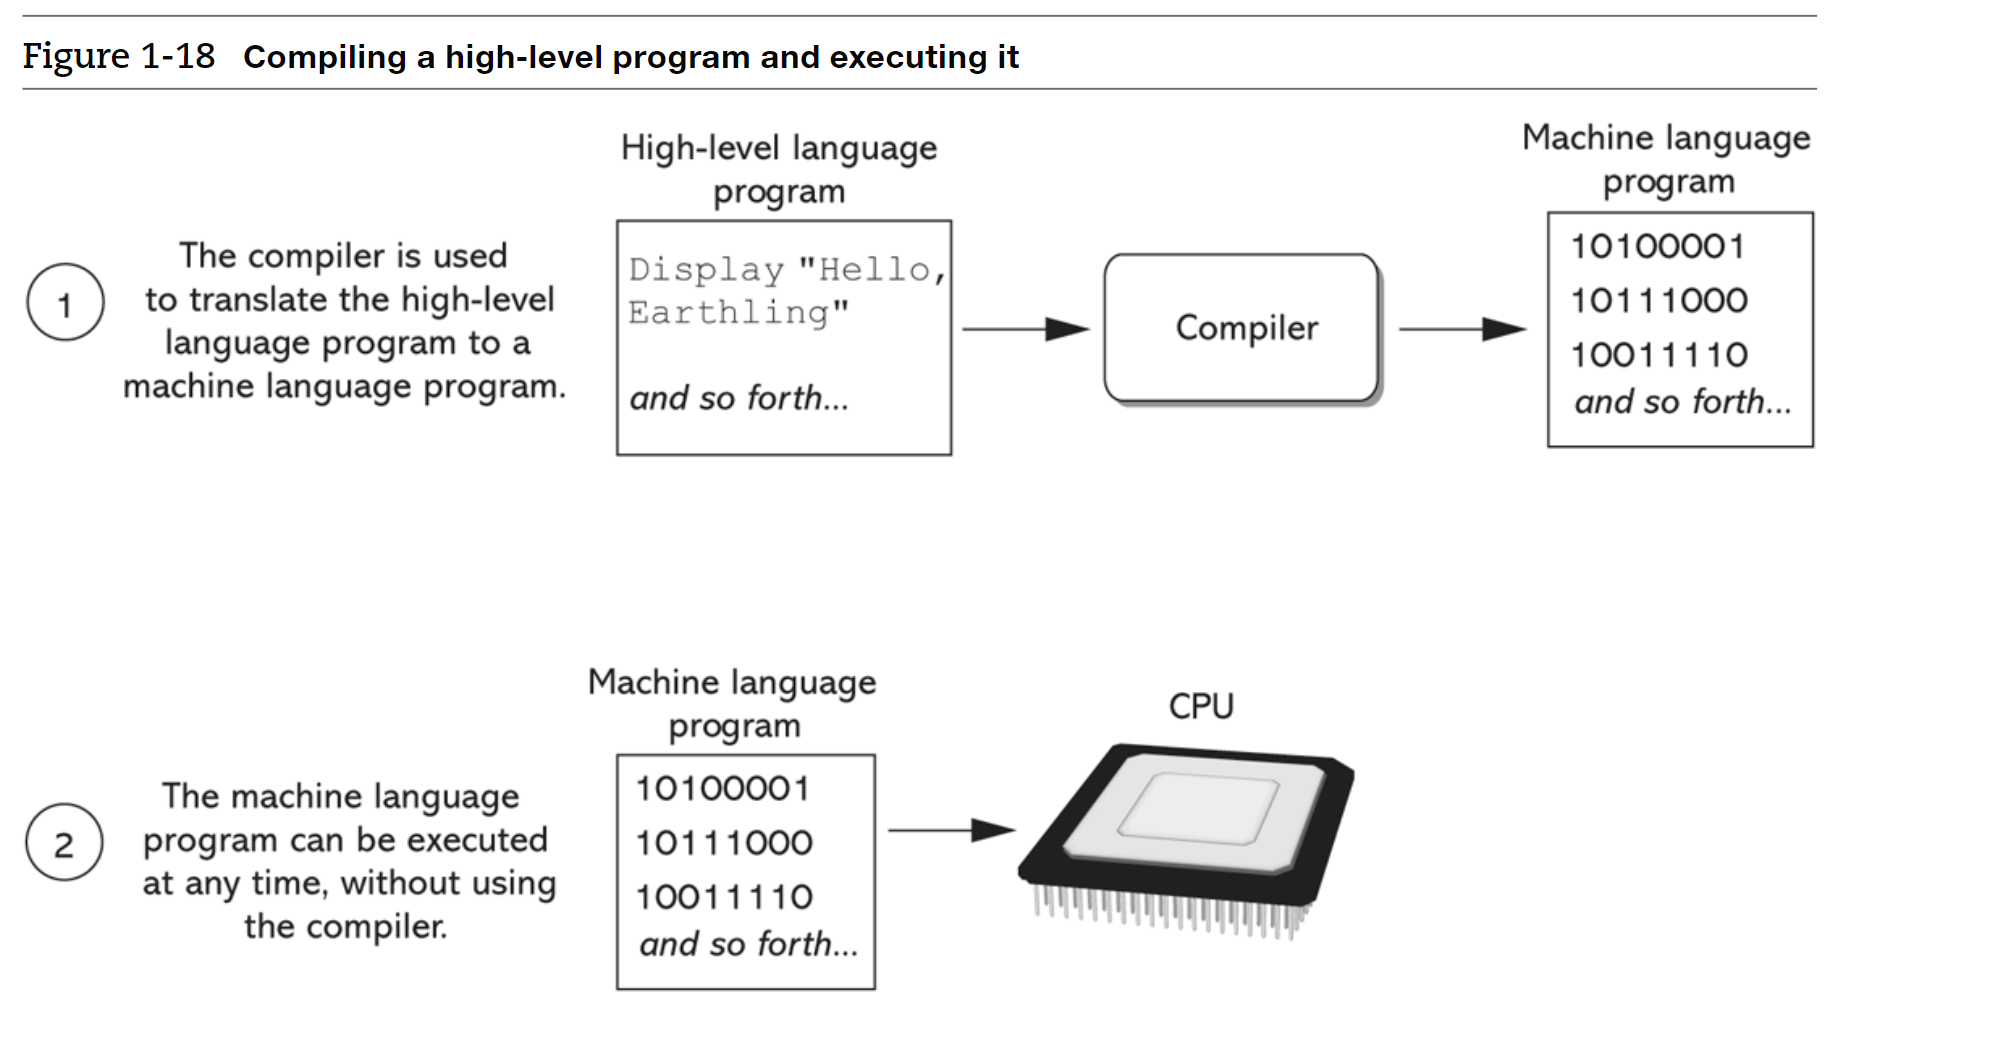 Figure 1-18 Compiling a high-level program and executing it
1
The compiler is used
to translate the high-level
language program to a
machine language program.
High-level language
program
Display "Hello,
Earthling"
and so forth...
Compiler
Machine language
program
10100001
10111000
10011110
and so forth...
2
The machine language
program can be executed
at any time, without using
the compiler.
Machine language
program
10100001
10111000
10011110
and so forth...
CPU